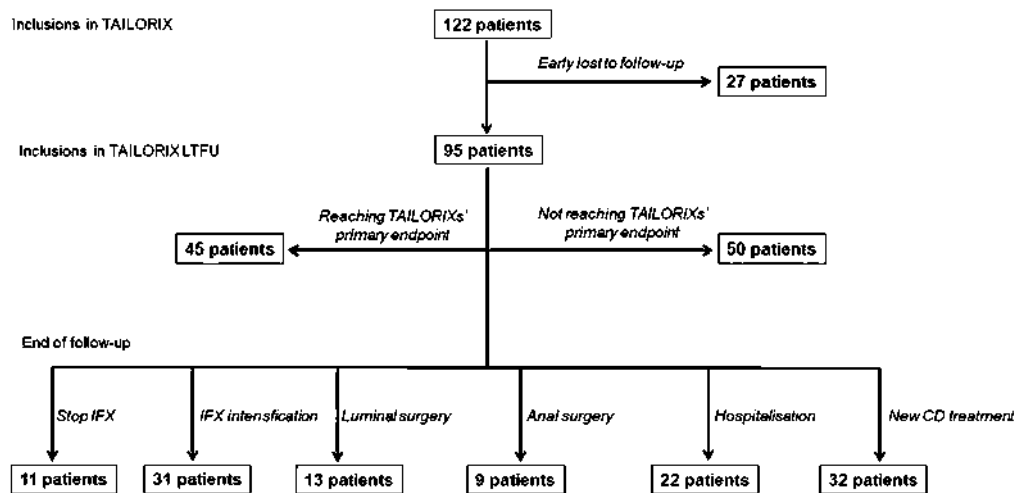 Inclusions in TAILORIX
122 patients
Early lost to follow-up
27 patients
Inclusions in TAILORIX LTFU
95 patients
Reaching TAILORIXs'
primary endpoint
Not reaching TAILORIXs'
primary endpoint
45 patients
50 patients
End of follow-up
Stop IFX
IFX intensfication
Luminal surgery
Anal surgery
Hospitalisation
New CD treatment
11 patients
31 patients
13 patients
9 patients
22 patients
32 patients